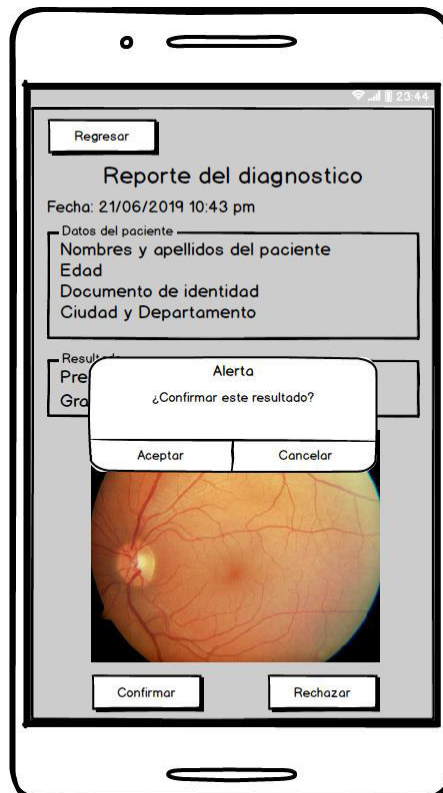 23:44
Regresar
Reporte del diagnostico
Fecha: 21/06/2019 10:43 pm
Datos del paciente
Nombres y apellidos del paciente
Edad
Documento de identidad
Ciudad y Departamento
Alerta
¿Confirmar este resultado?
Aceptar Cancelar
Confirmar Rechazar